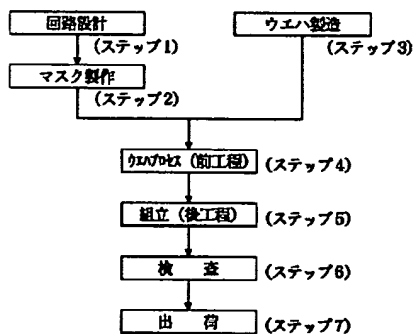 回路設計
(ステップ1)
ウエハ製造
(ステップ3)
マスク製作
(ステップ2)
ウエハプロセス(前工程)
(ステップ4)
組立(後工程)
(ステップ5)
検 査
(ステップ6)
出 荷
(ステップ7)